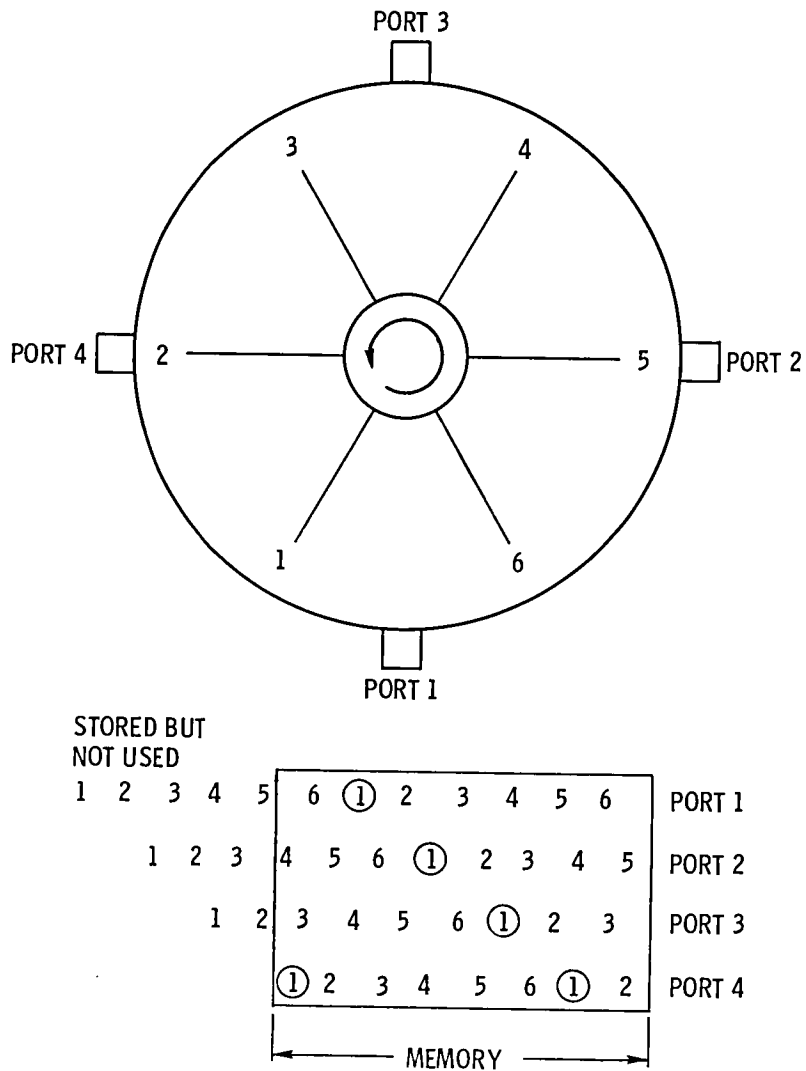 PORT 3
3 4
PORT 4 2 5 PORT 2
1 6
PORT 1
STORED BUT
NOT USED
1 2 3 4 5 6 1 2 3 4 5 6 PORT 1
1 2 3 4 5 6 1 2 3 4 5 PORT 2
1 2 3 4 5 6 1 2 3 PORT 3
1 2 3 4 5 6 1 2 PORT 4
MEMORY